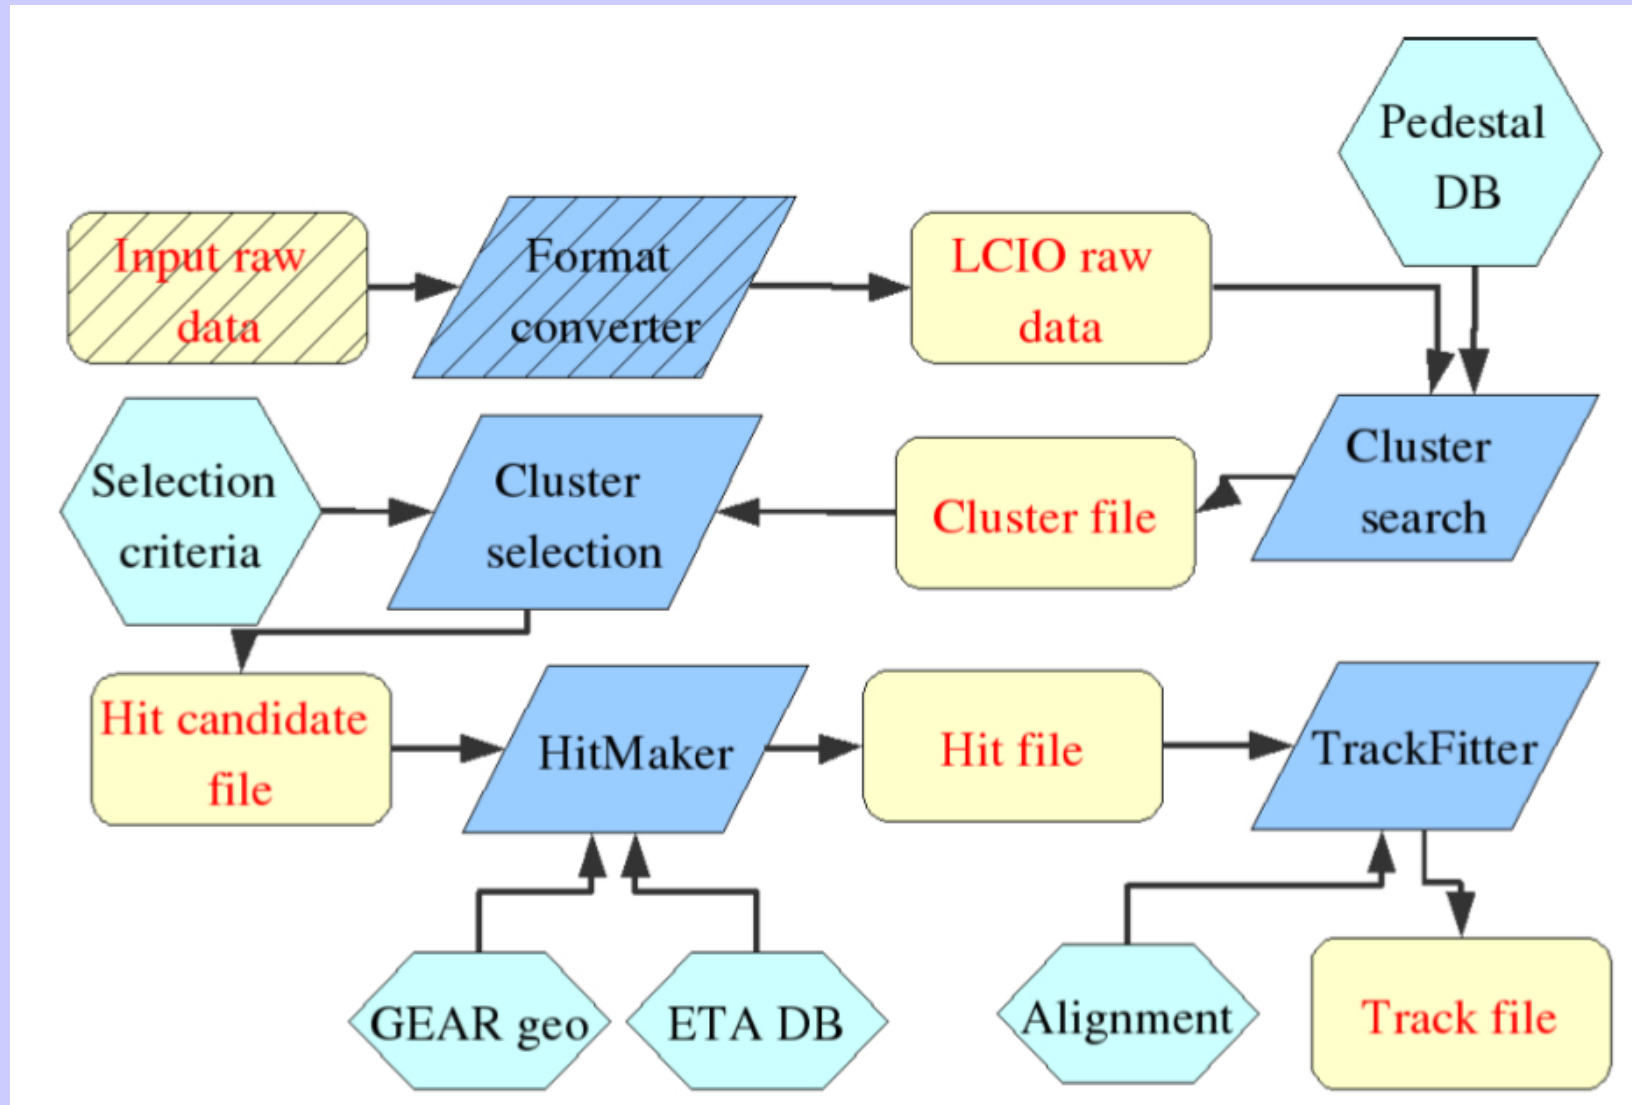 Pedestal
DB
Input raw
data
Format
converter
LCIO raw
data
Selection
criteria
Cluster
selection
Cluster file
Cluster
search
Hit candidate
file
HitMaker
Hit file
TrackFitter
GEAR geo
ETA DB
Alignment
Track file